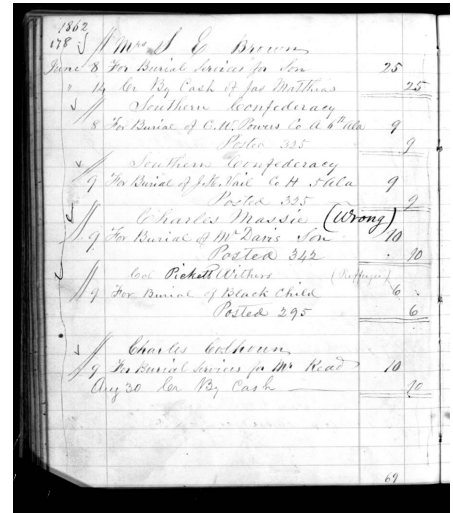 1862
178
Mrs S E Brown
June 8 For Burial Services for Son 25
" 14 Cr By Cash of Jas Matthias 25
Southern Confederacy
8 For Burial of C. W. Powers Co A 6th Ala 9
Posted 335 9
Southern Confederacy
9 For Burial of J. K. Vail Co H 5 Ala 9
Posted 335 9
Charles Massie (Wrong)
9 For Burial of Mr Davis Son 10
Posted 342 10
Col Pickett Withers (Reffugee)
9 For Burial of Black Child 6
Posted 295 6
Charles Colhoun
9 For Burial Services for Mr Read 10
Aug 30 Cr By Cash 10
69